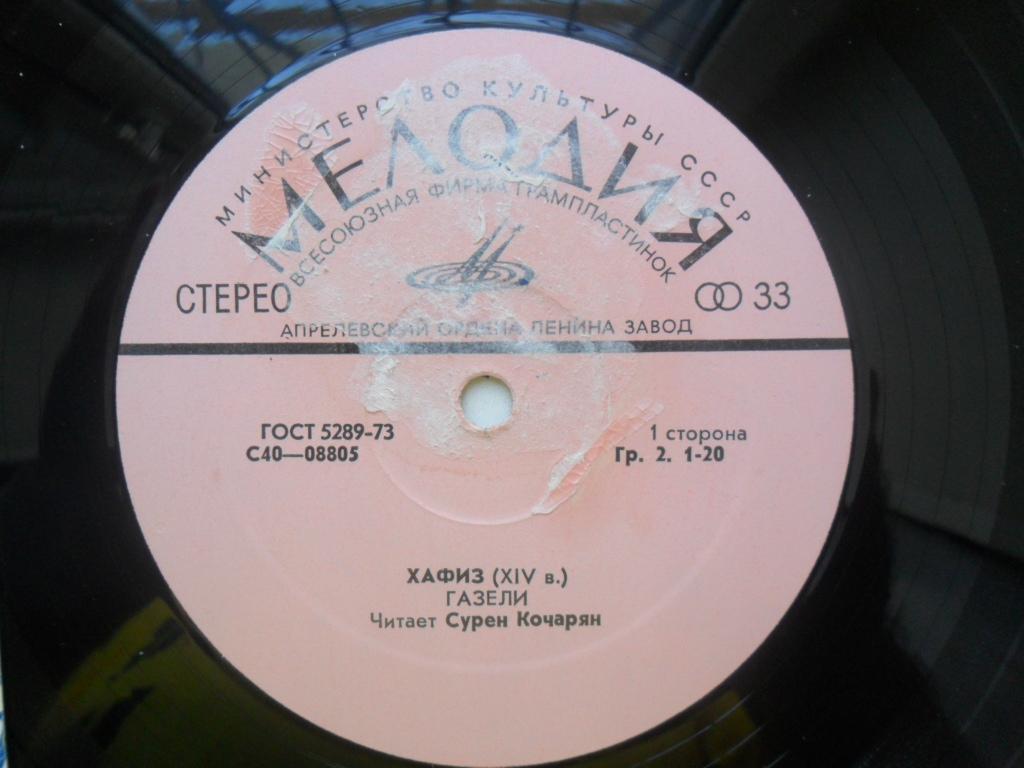 МИНИСТЕРСТВО КУЛЬТУРЫ СССР
МЕЛОДИЯ
ВСЕСОЮЗНАЯ ФИРМА ГРАМПЛАСТИНОК
СТЕРЕО
33
АПРЕЛЕВСКИЙ ОРДЕНА ЛЕНИНА ЗАВОД
ГОСТ 5289-73
1 сторона
С40—08805
Гр. 2. 1-20
ХАФИЗ (XIV в.)
ГАЗЕЛИ
Читает Сурен Кочарян